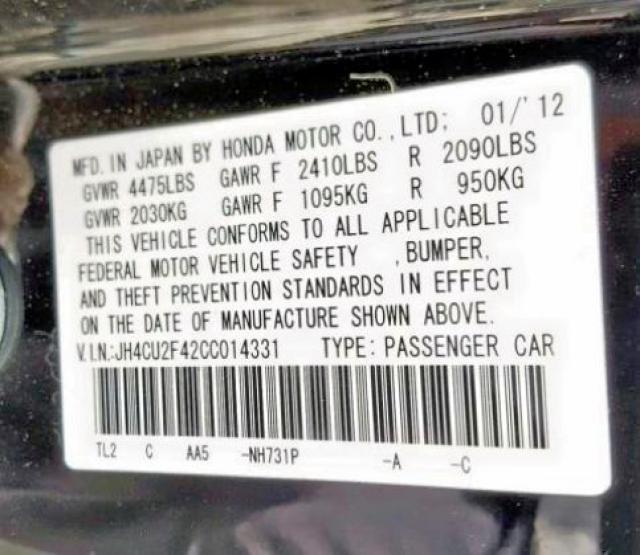 MFD. IN JAPAN BY HONDA MOTOR CO., LTD; 01/'12
GVWR 4475LBS GAWR F 2410LBS R 2090LBS
GVWR 2030KG GAWR F 1095KG R 950KG
THIS VEHICLE CONFORMS TO ALL APPLICABLE
FEDERAL MOTOR VEHICLE SAFETY , BUMPER,
AND THEFT PREVENTION STANDARDS IN EFFECT
ON THE DATE OF MANUFACTURE SHOWN ABOVE.
V.I.N.:JH4CU2F42CC014331 TYPE: PASSENGER CAR
TL2 C AA5 -NH731P -A -C